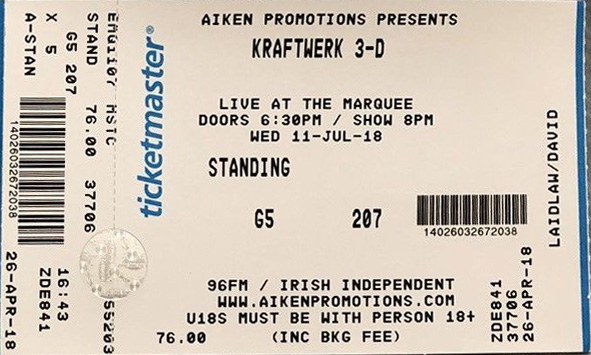 AIKEN PROMOTIONS PRESENTS
KRAFTWERK 3-D
LIVE AT THE MARQUEE
DOORS 6:30PM / SHOW 8PM
WED 11-JUL-18
STANDING
G5 207
14026032672038
96FM / IRISH INDEPENDENT
WWW.AIKENPROMOTIONS.COM
U18S MUST BE WITH PERSON 18+
76.00 (INC BKG FEE)
ticketmaster®
LAIDLAW/DAVID
ZDE841
37706
26-APR-18
HSTC
STAND 76.00 37706
G5 207
X 5 16:43
ZDE841
A-STAN 26-APR-18
14026032672038